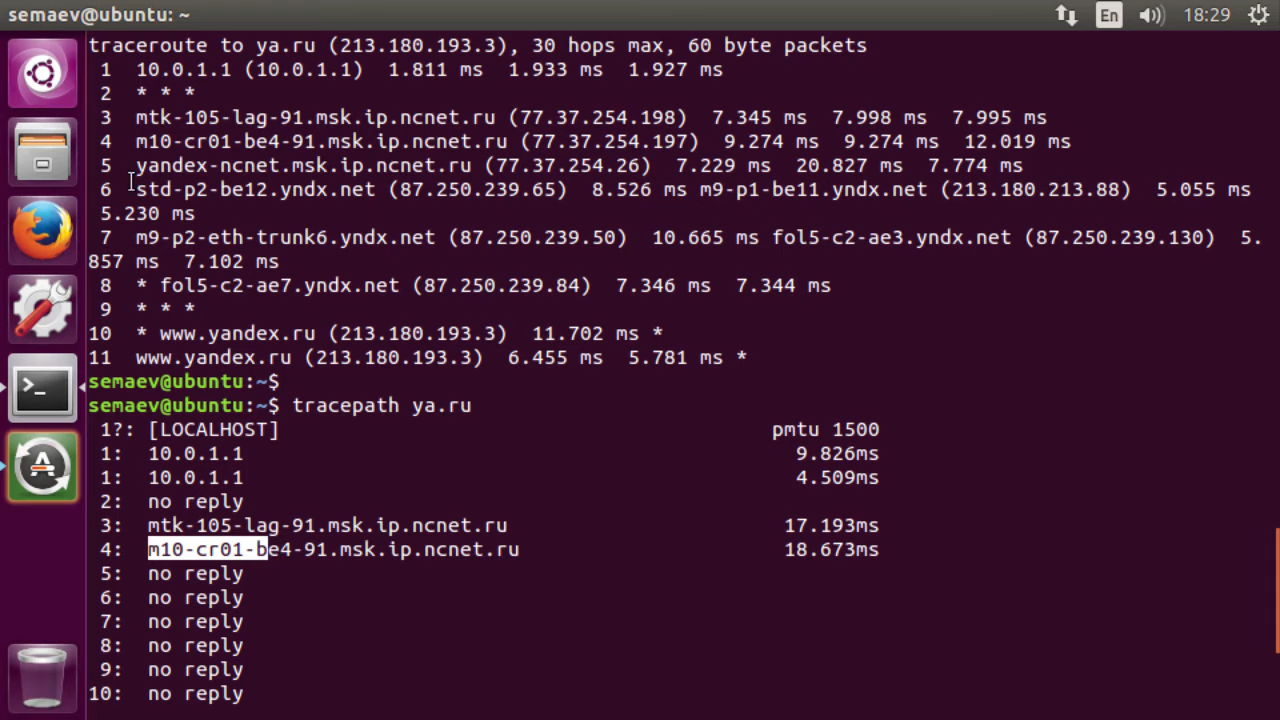 semaev@ubuntu: ~
En
18:29
traceroute to ya.ru (213.180.193.3), 30 hops max, 60 byte packets
1  10.0.1.1 (10.0.1.1)  1.811 ms  1.933 ms  1.927 ms
2  * * *
3  mtk-105-lag-91.msk.ip.ncnet.ru (77.37.254.198)  7.345 ms  7.998 ms  7.995 ms
4  m10-cr01-be4-91.msk.ip.ncnet.ru (77.37.254.197)  9.274 ms  9.274 ms  12.019 ms
5  yandex-ncnet.msk.ip.ncnet.ru (77.37.254.26)  7.229 ms  20.827 ms  7.774 ms
6  std-p2-be12.yndx.net (87.250.239.65)  8.526 ms m9-p1-be11.yndx.net (213.180.213.88)  5.055 ms
5.230 ms
7  m9-p2-eth-trunk6.yndx.net (87.250.239.50)  10.665 ms fol5-c2-ae3.yndx.net (87.250.239.130)  5.
857 ms  7.102 ms
8  * fol5-c2-ae7.yndx.net (87.250.239.84)  7.346 ms  7.344 ms
9  * * *
10  * www.yandex.ru (213.180.193.3)  11.702 ms *
11  www.yandex.ru (213.180.193.3)  6.455 ms  5.781 ms *
semaev@ubuntu:~$
semaev@ubuntu:~$ tracepath ya.ru
1?: [LOCALHOST]                                         pmtu 1500
1:  10.0.1.1                                              9.826ms
1:  10.0.1.1                                              4.509ms
2:  no reply
3:  mtk-105-lag-91.msk.ip.ncnet.ru                       17.193ms
4:  m10-cr01-be4-91.msk.ip.ncnet.ru                      18.673ms
5:  no reply
6:  no reply
7:  no reply
8:  no reply
9:  no reply
10:  no reply